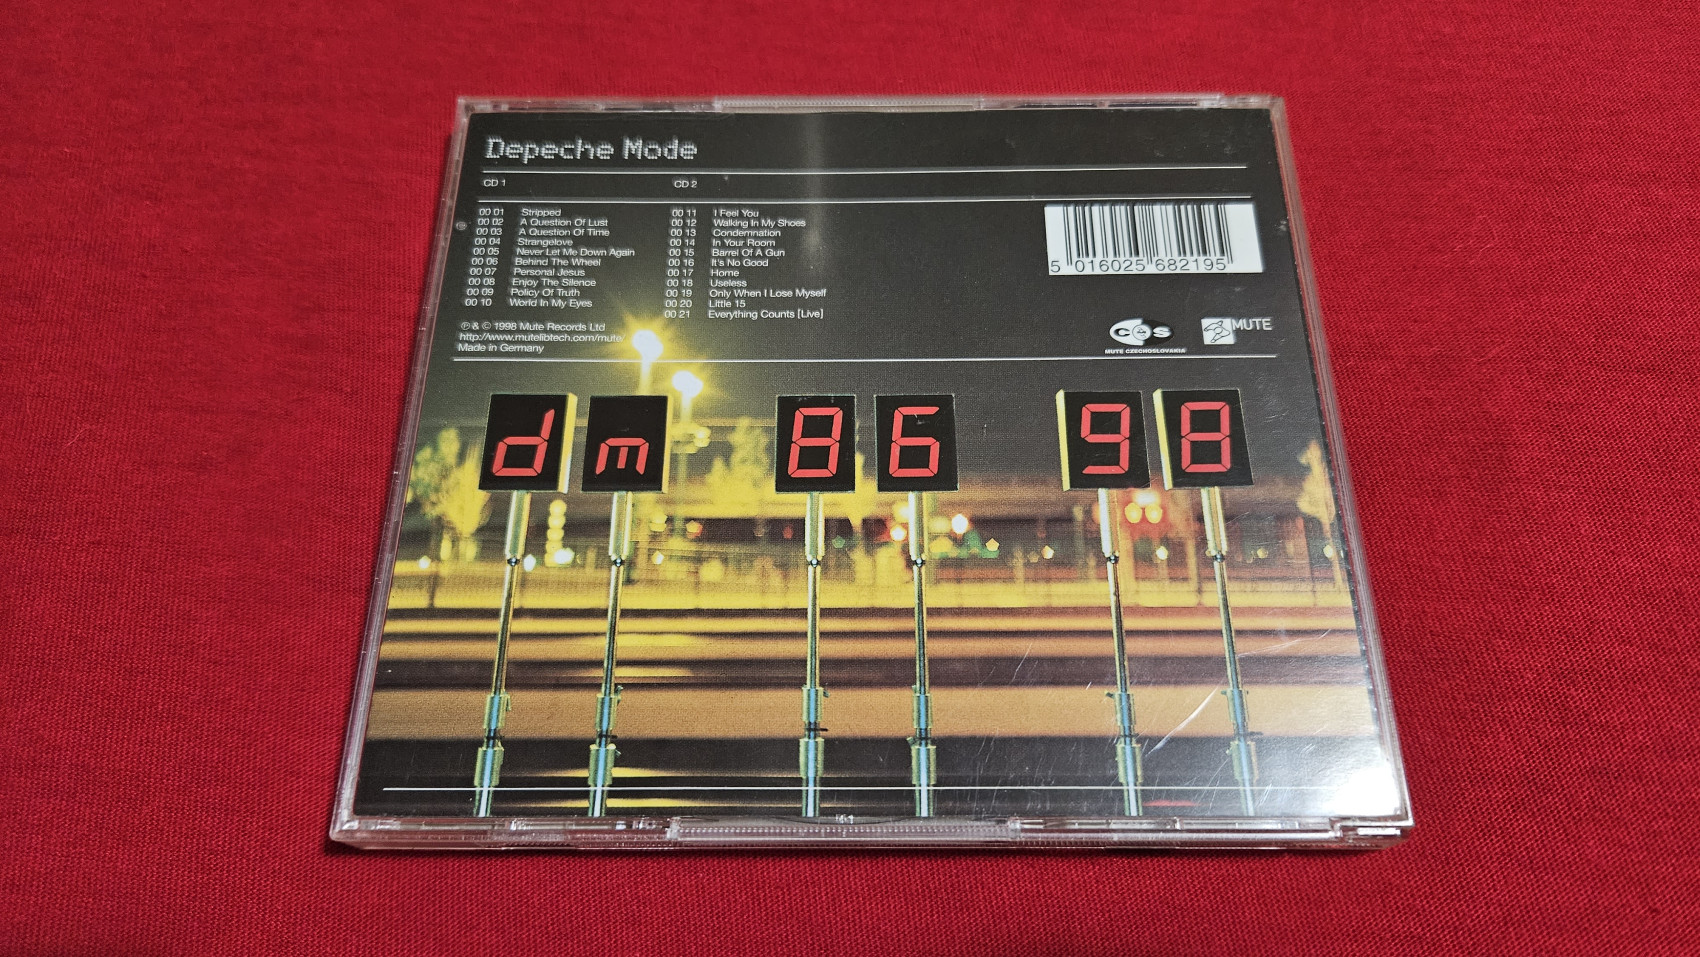 Depeche Mode
CD 1
00 01 Stripped
00 02 A Question Of Lust
00 03 A Question Of Time
00 04 Strangelove
00 05 Never Let Me Down Again
00 06 Behind The Wheel
00 07 Personal Jesus
00 08 Enjoy The Silence
00 09 Policy Of Truth
00 10 World In My Eyes
CD 2
00 11 I Feel You
00 12 Walking In My Shoes
00 13 Condemnation
00 14 In Your Room
00 15 Barrel Of A Gun
00 16 It's No Good
00 17 Home
00 18 Useless
00 19 Only When I Lose Myself
00 20 Little 15
00 21 Everything Counts [Live]
5 016025 682195
℗ & © 1998 Mute Records Ltd
http://www.mutelibtech.com/mute/
Made in Germany
MUTE CZECHOSLOVAKIA
MUTE
dm 86 98